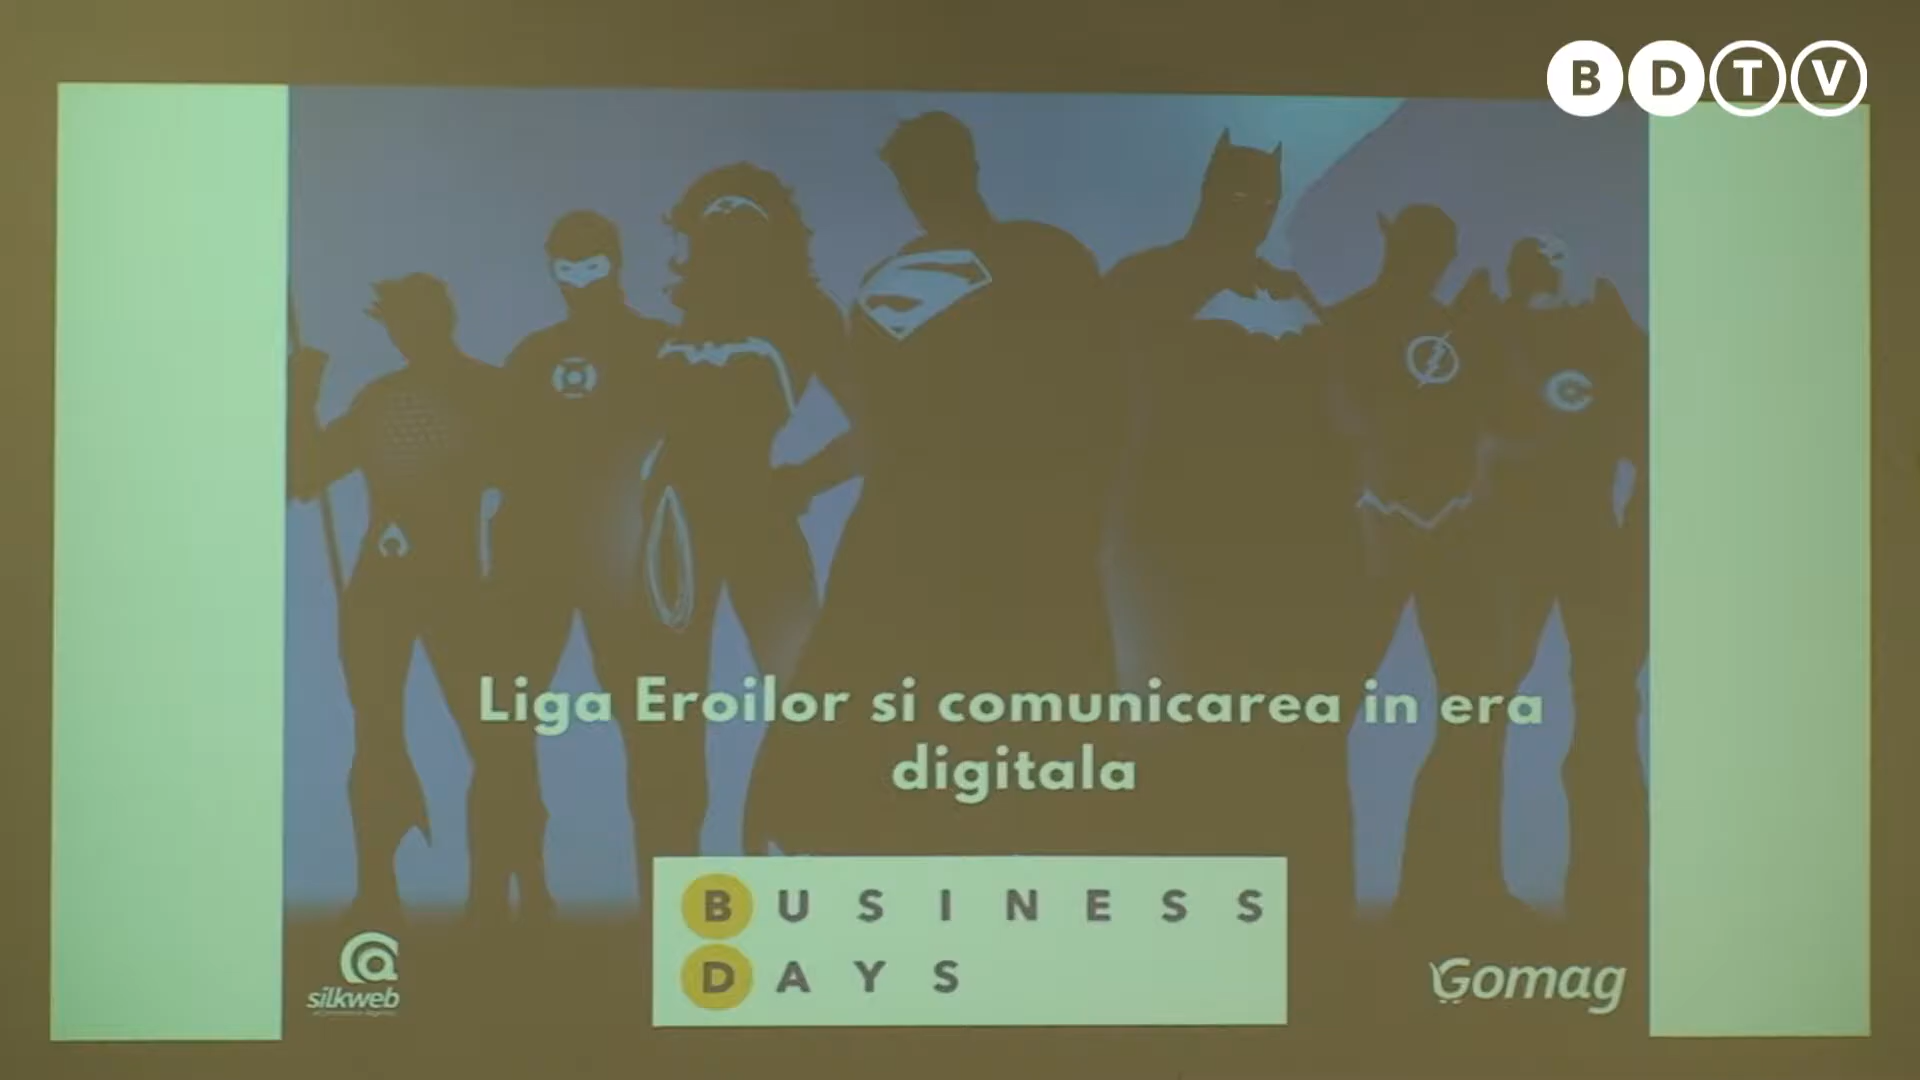 BDTV
Liga Eroilor si comunicarea in era
digitala
BUSINESS
DAYS
silkweb
Gomag